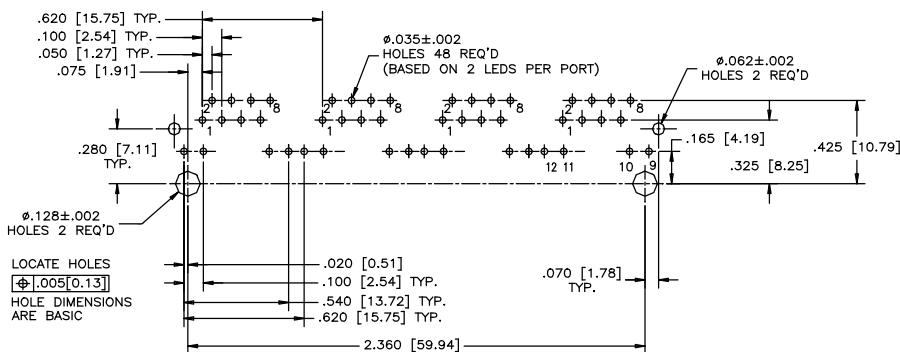 .620 [15.75] TYP.
.100 [2.54] TYP.
.050 [1.27] TYP.
.075 [1.91]
ø.035±.002
HOLES 48 REQ'D
(BASED ON 2 LEDS PER PORT)
ø.062±.002
HOLES 2 REQ'D
2 8 2 8 2 8 2 8
1 1 1 1
.280 [7.11]
TYP.
.165 [4.19]
.425 [10.79]
.325 [8.25]
12 11 10 9
ø.128±.002
HOLES 2 REQ'D
LOCATE HOLES
⌖ .005[0.13]
HOLE DIMENSIONS
ARE BASIC
.020 [0.51]
.100 [2.54] TYP.
.540 [13.72] TYP.
.620 [15.75] TYP.
.070 [1.78]
TYP.
2.360 [59.94]